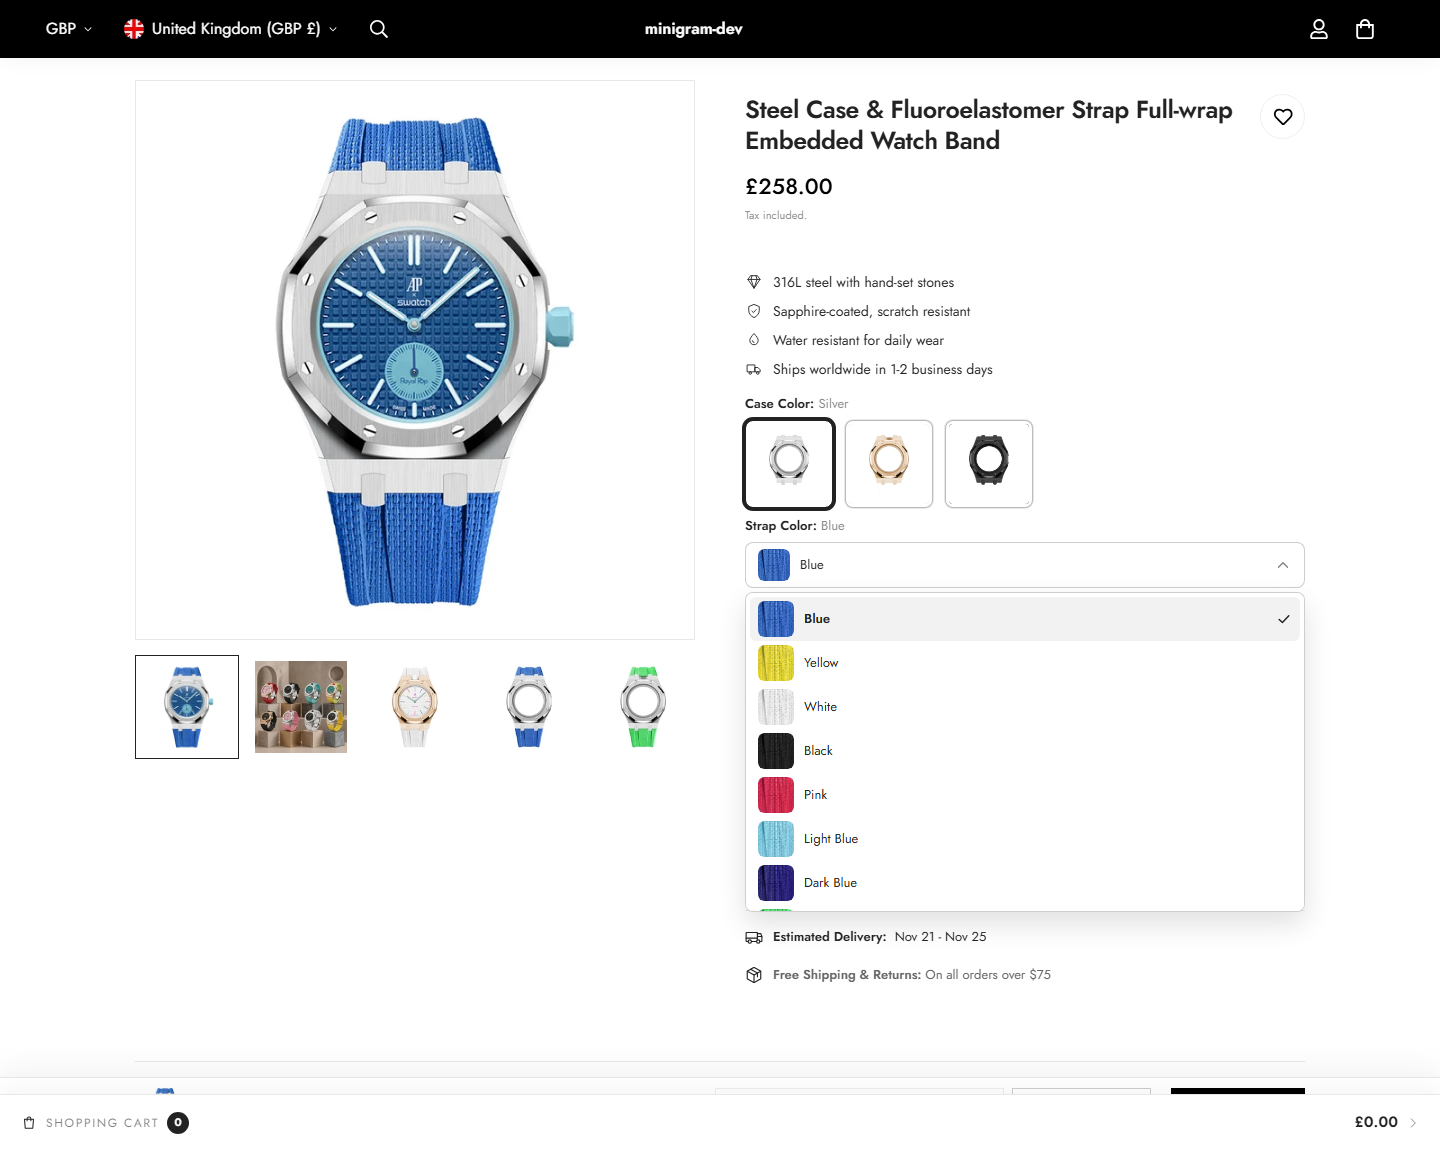 GBP
United Kingdom (GBP £)
minigram-dev
Steel Case & Fluoroelastomer Strap Full-wrap
Embedded Watch Band
£258.00
Tax included.
316L steel with hand-set stones
Sapphire-coated, scratch resistant
Water resistant for daily wear
Ships worldwide in 1-2 business days
Case Color: Silver
Strap Color: Blue
Blue
Blue
Yellow
White
Black
Pink
Light Blue
Dark Blue
Estimated Delivery: Nov 21 - Nov 25
Free Shipping & Returns: On all orders over $75
AP
x
swatch
Royal Pop
SWISS MADE
SHOPPING CART 0
£0.00